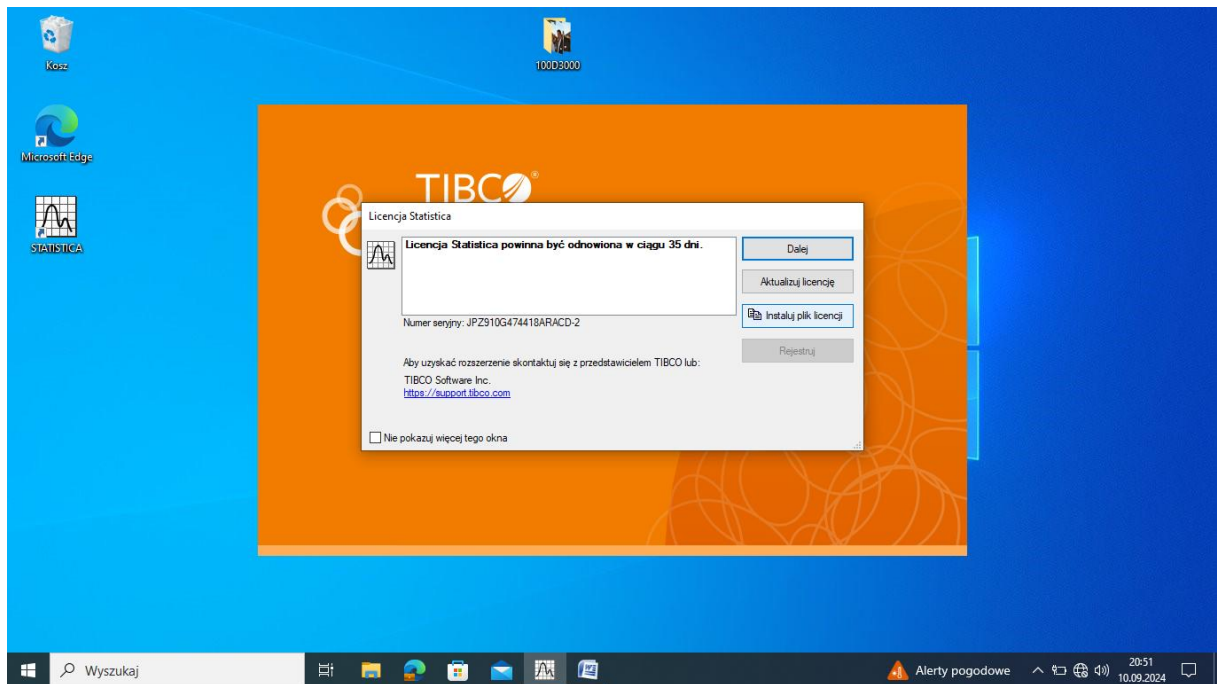 Kosz
100D3000
Microsoft Edge
STATISTICA
TIBCO®
Licencja Statistica
Licencja Statistica powinna być odnowiona w ciągu 35 dni.
Dalej
Aktualizuj licencję
Instaluj plik licencji
Rejestruj
Numer seryjny: JPZ910G474418ARACD-2
Aby uzyskać rozszerzenie skontaktuj się z przedstawicielem TIBCO lub:
TIBCO Software Inc.
https://support.tibco.com
Nie pokazuj więcej tego okna
Wyszukaj
Alerty pogodowe
20:51
10.09.2024